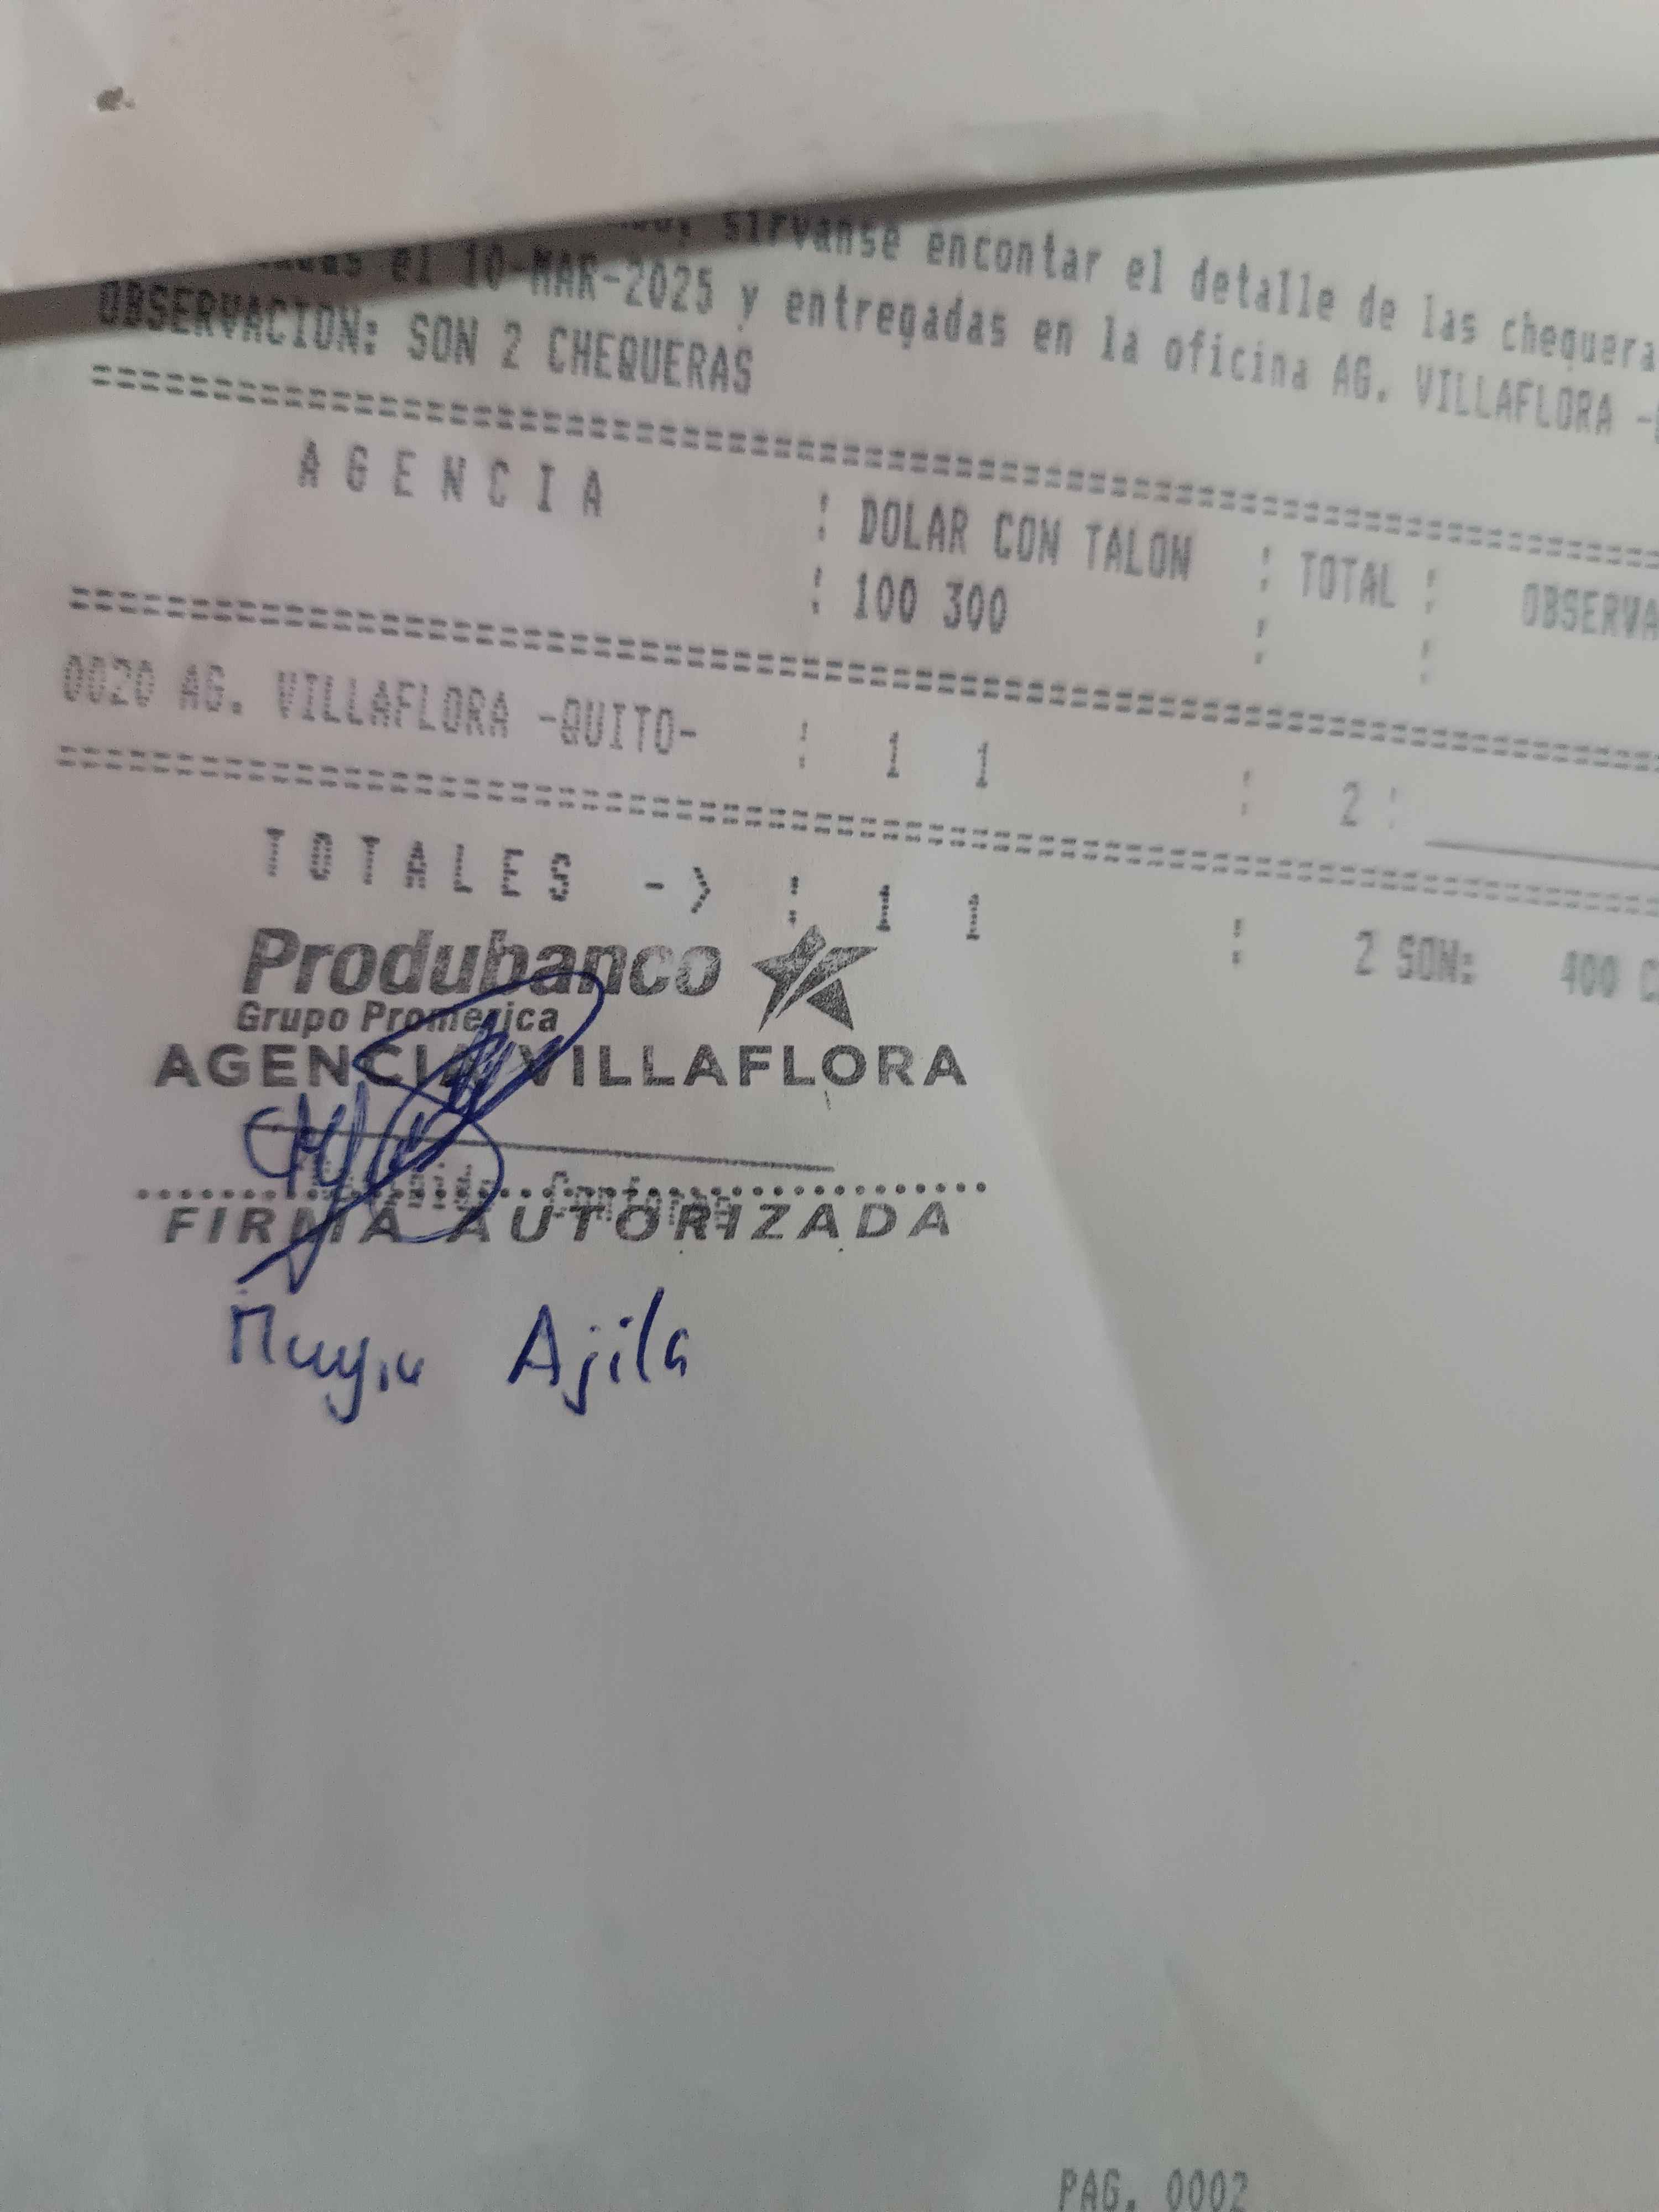 sirvanse encontar el detalle de las chequera
el 10-MAR-2025 y entregadas en la oficina AG. VILLAFLORA -
OBSERVACION: SON 2 CHEQUERAS
A G E N C I A : DOLAR CON TALON : TOTAL : OBSERVA
: 100 300 : :
0020 AG. VILLAFLORA -QUITO- : 1 1 : 2 :
T O T A L E S -> : 1 1 : 2 SON: 400 C
Produbanco
Grupo Promerica
AGENCIA VILLAFLORA
FIRMA AUTORIZADA
Ajila
PAG. 0002